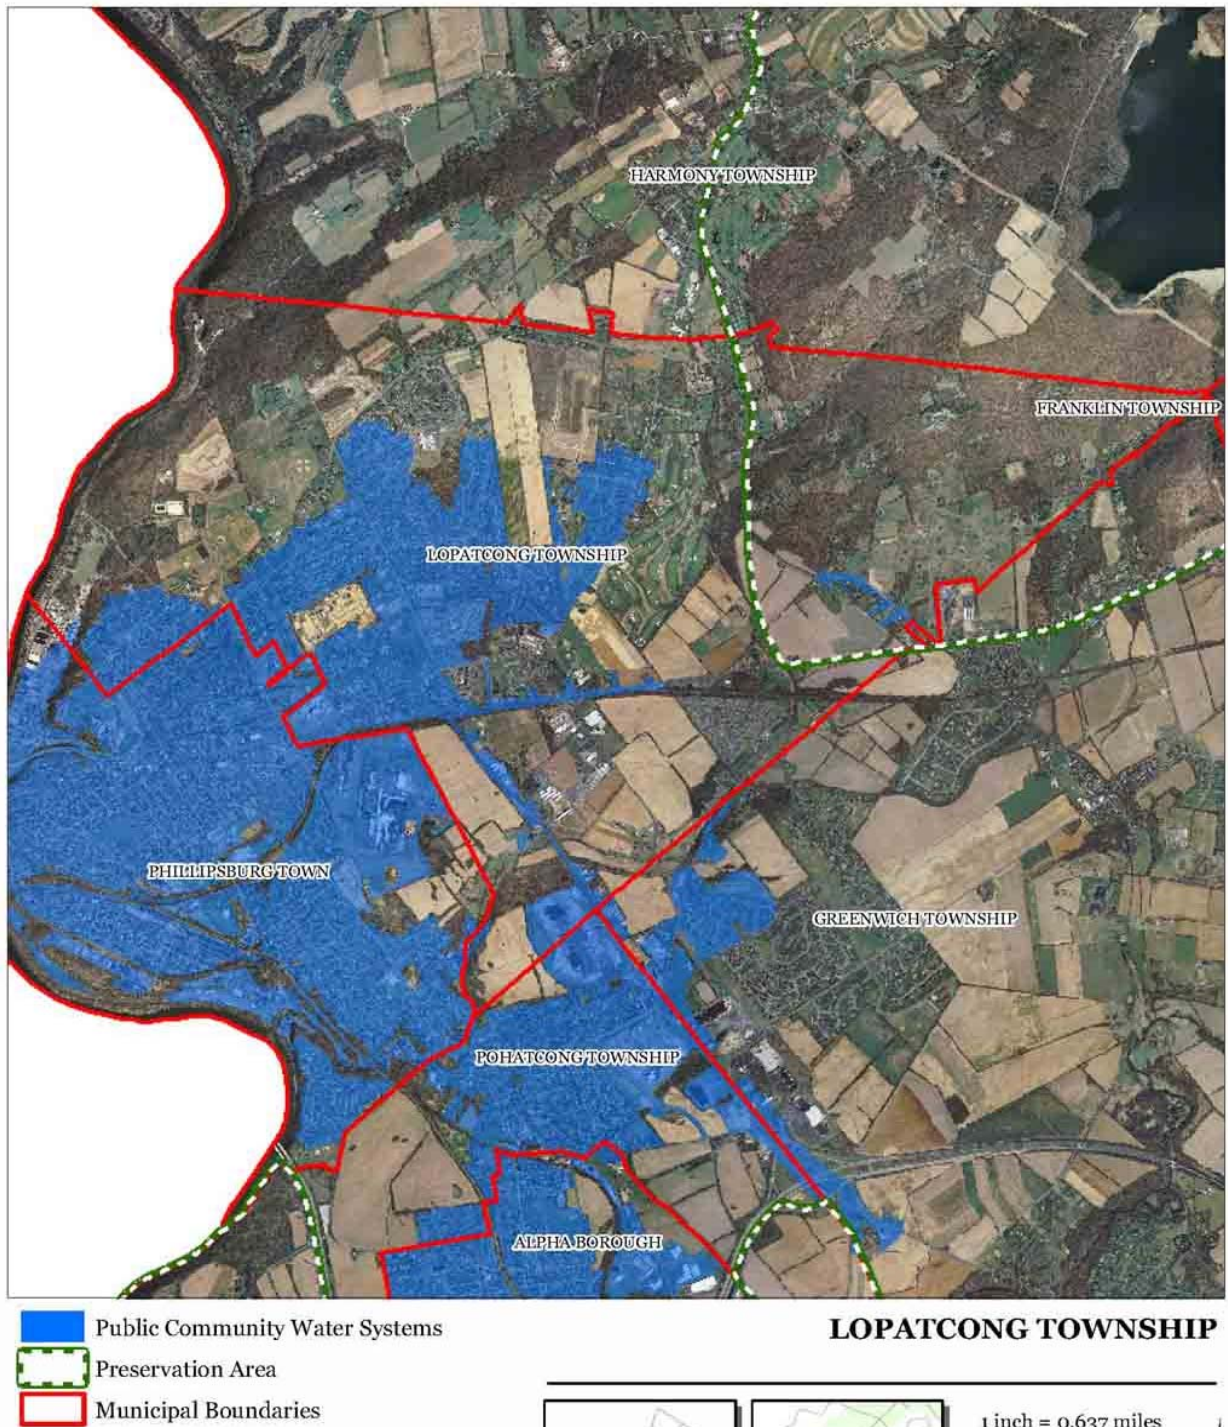 HARMONY TOWNSHIP
FRANKLIN TOWNSHIP
LOPATCONG TOWNSHIP
PHILLIPSBURG TOWN
GREENWICH TOWNSHIP
POHATCONG TOWNSHIP
ALPHA BOROUGH
Public Community Water Systems
LOPATCONG TOWNSHIP
Preservation Area
Municipal Boundaries
1 inch = 0.637 miles